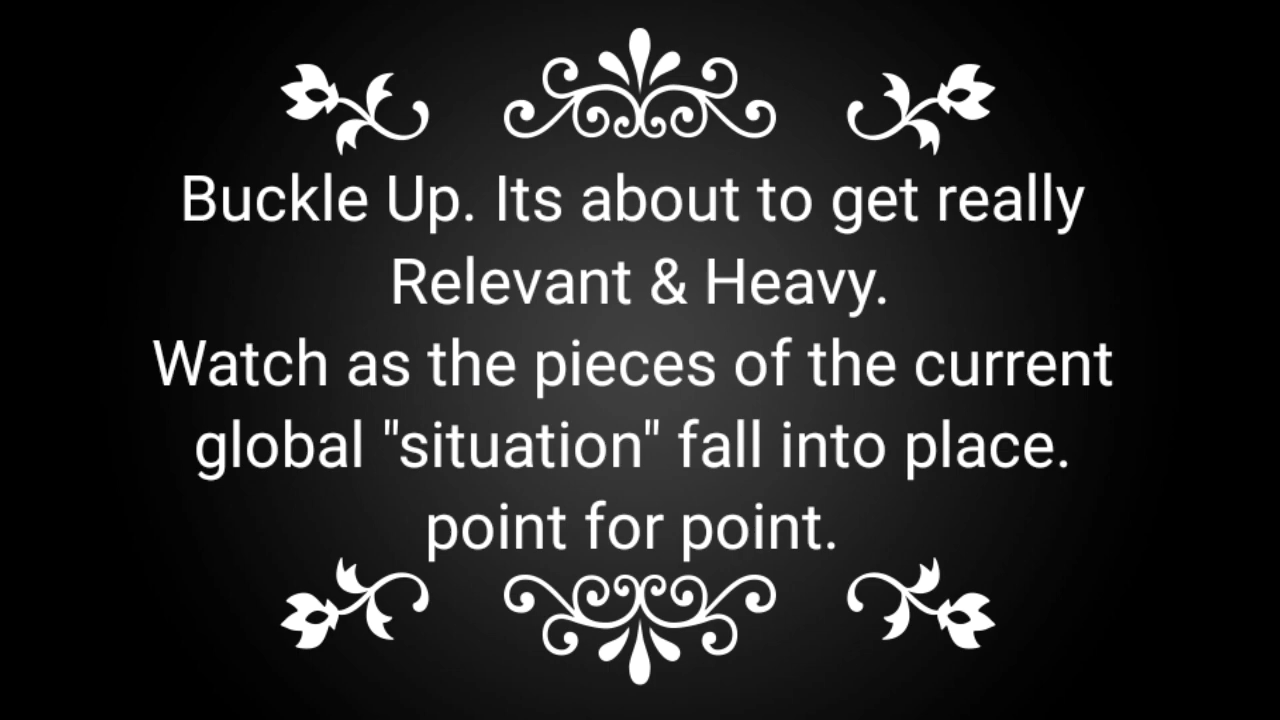 Buckle Up. Its about to get really
Relevant & Heavy.
Watch as the pieces of the current
global "situation" fall into place.
point for point.